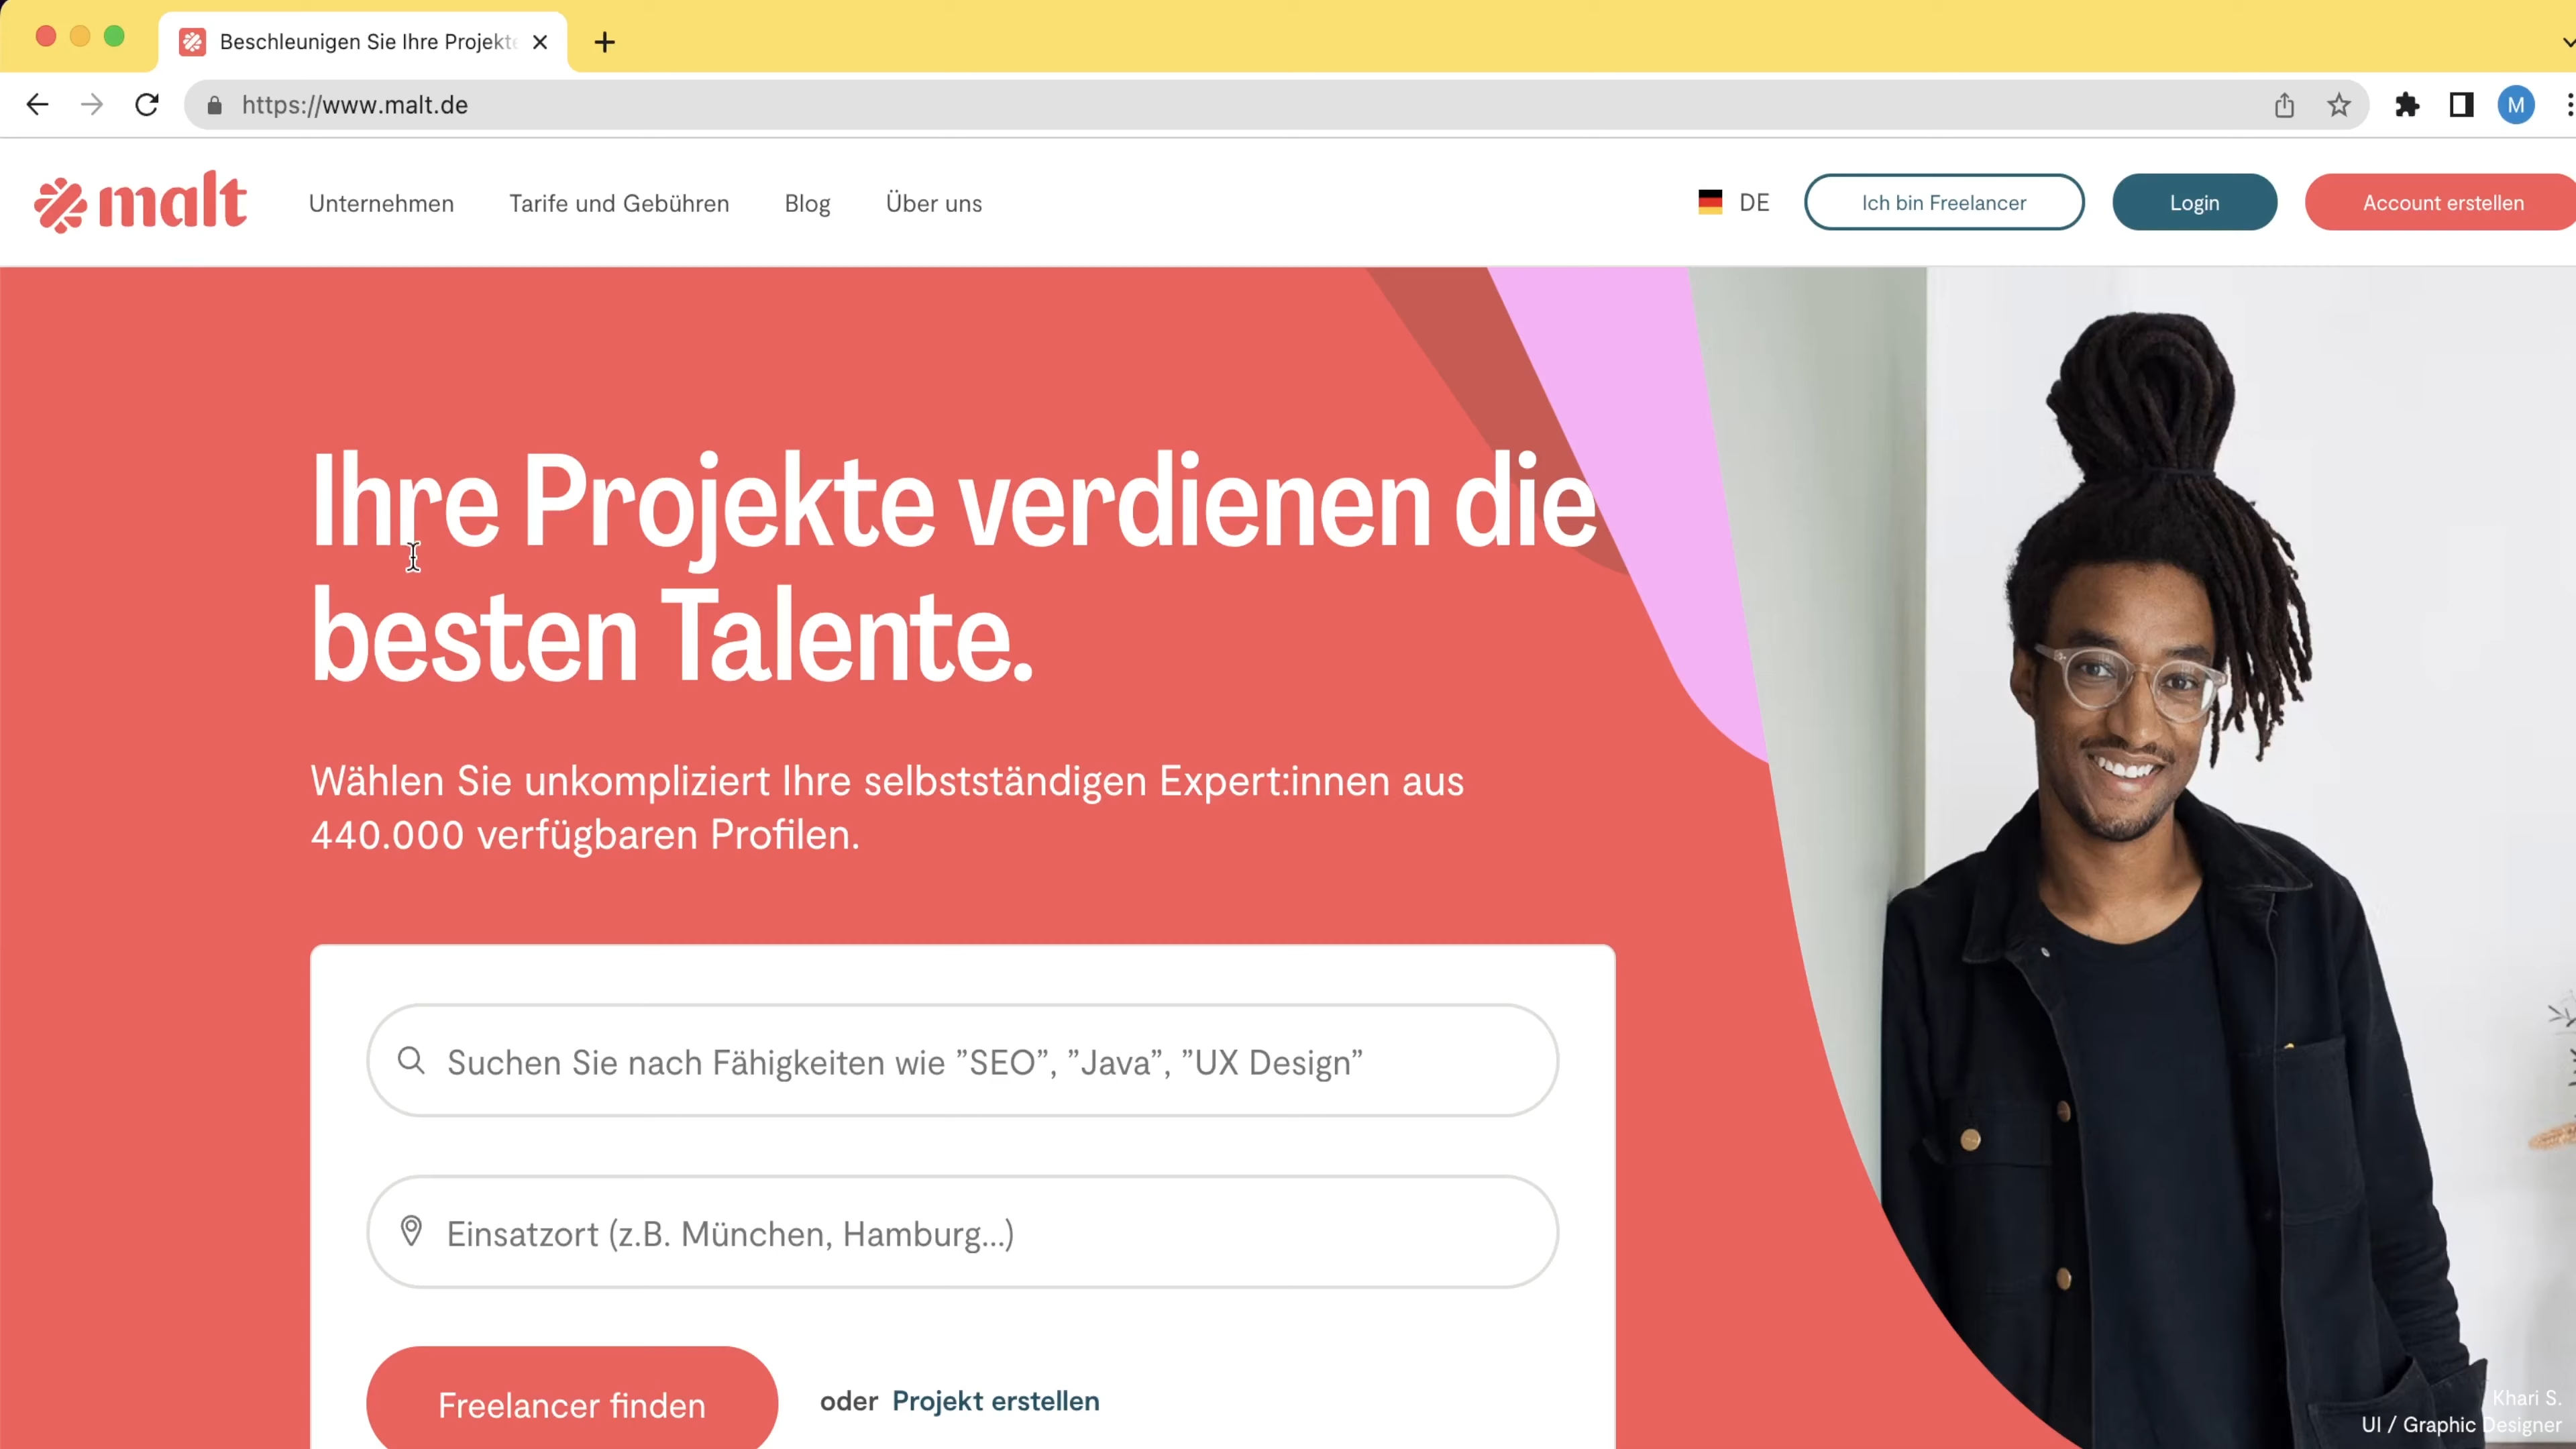 Beschleunigen Sie Ihre Projekte
https://www.malt.de
M
malt
Unternehmen
Tarife und Gebühren
Blog
Über uns
DE
Ich bin Freelancer
Login
Account erstellen
Ihre Projekte verdienen die
besten Talente.
Wählen Sie unkompliziert Ihre selbstständigen Expert:innen aus
440.000 verfügbaren Profilen.
Suchen Sie nach Fähigkeiten wie ”SEO”, ”Java”, ”UX Design”
Einsatzort (z.B. München, Hamburg...)
Freelancer finden
oder Projekt erstellen
Khari S.
UI / Graphic Designer